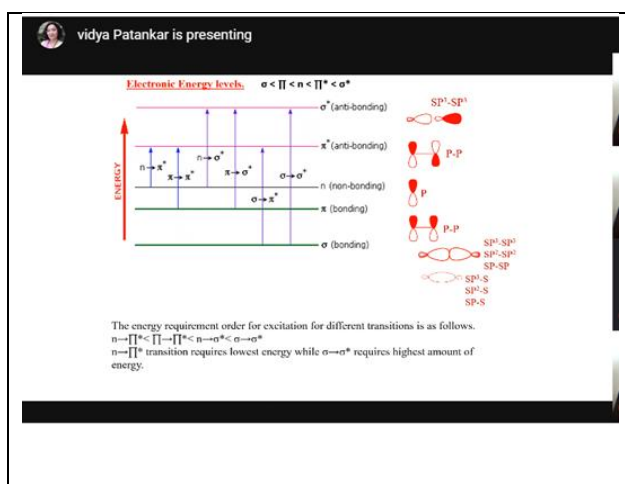 vidya Patankar is presenting
Electronic Energy levels. σ < ∏ < n < ∏* < σ*
σ* (anti-bonding)
SP³-SP³
π* (anti-bonding)
P-P
n→π*
π→π*
n→σ*
π→σ*
σ→π*
σ→σ*
ENERGY
n (non-bonding)
P
π (bonding)
P-P
σ (bonding)
SP³-SP³
SP²-SP²
SP-SP
SP³-S
SP²-S
SP-S
The energy requirement order for excitation for different transitions is as follows.
n→∏*< ∏→∏*< n→σ*< σ→σ*
n→∏* transition requires lowest energy while σ→σ* requires highest amount of
energy.